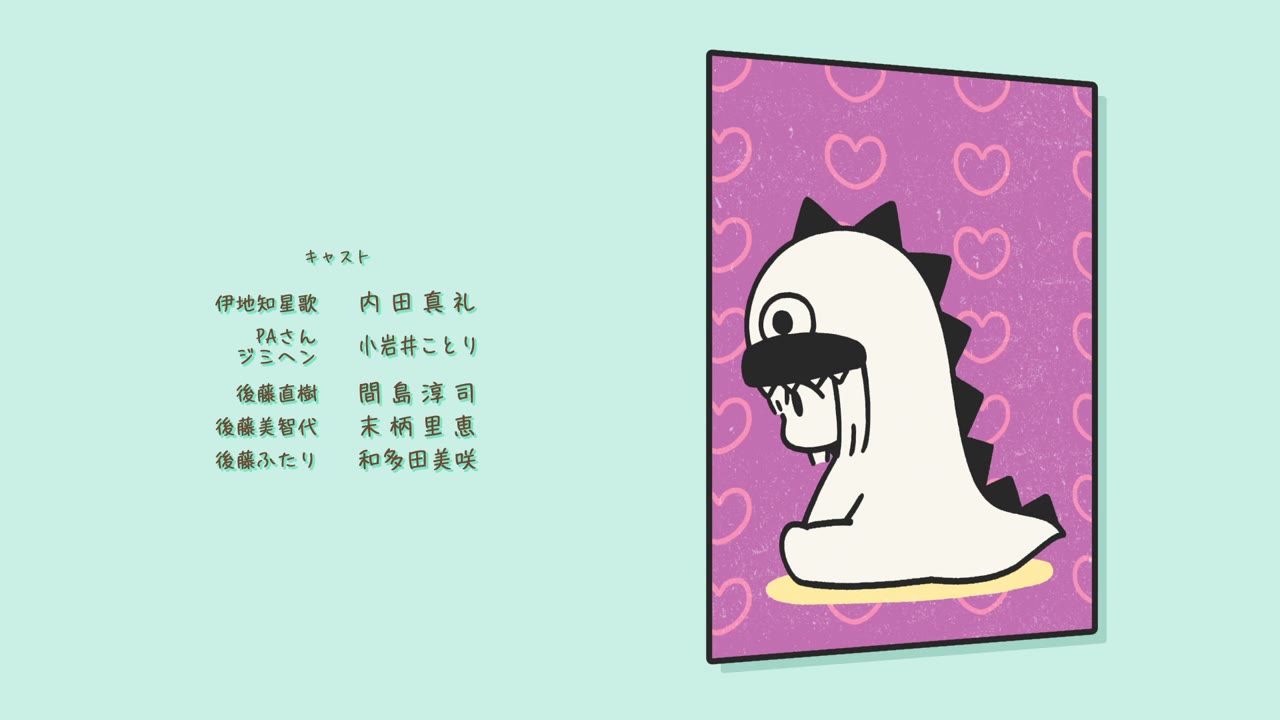 キャスト
伊地知星歌 内田真礼
PAさん
ジミヘン 小岩井ことり
後藤直樹 間島淳司
後藤美智代 末柄里恵
後藤ふたり 和多田美咲